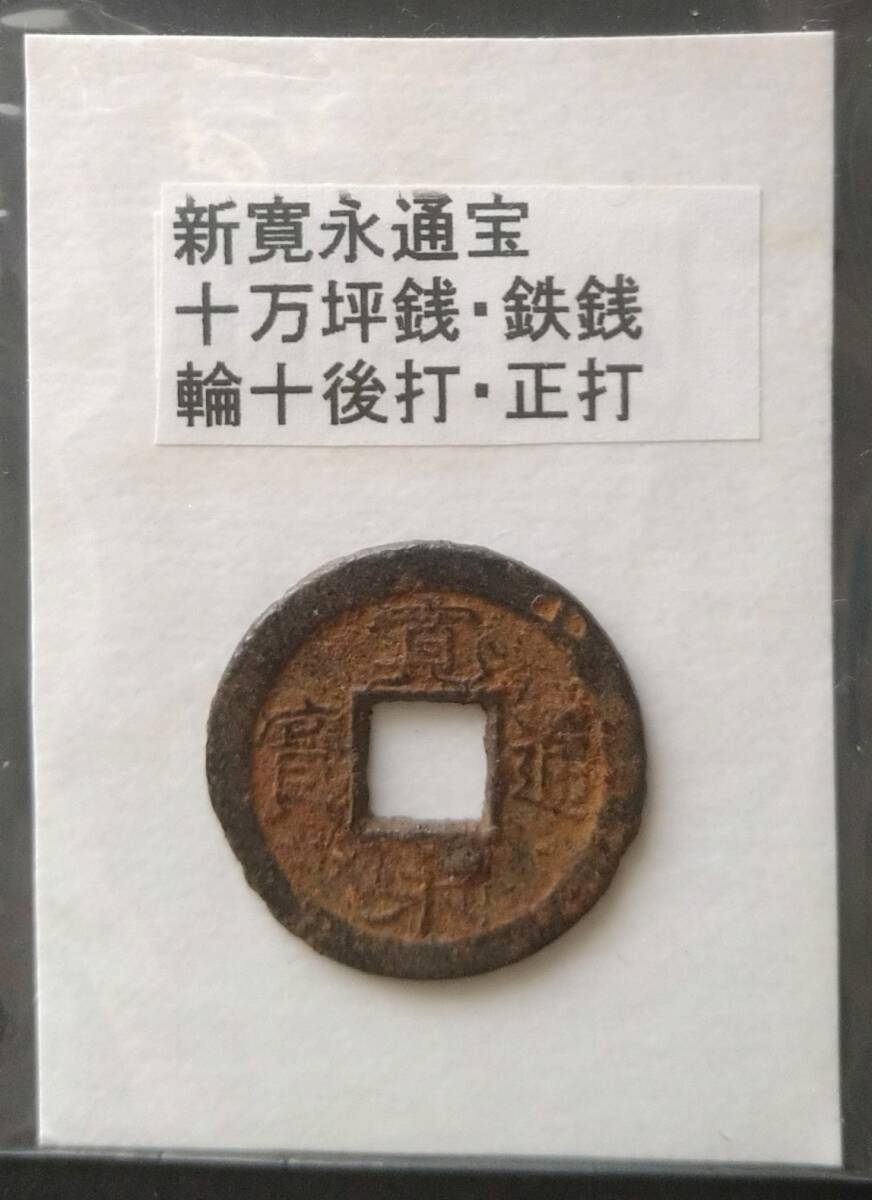 新寛永通宝
十万坪銭・鉄銭
輪十後打・正打
寛永通寳